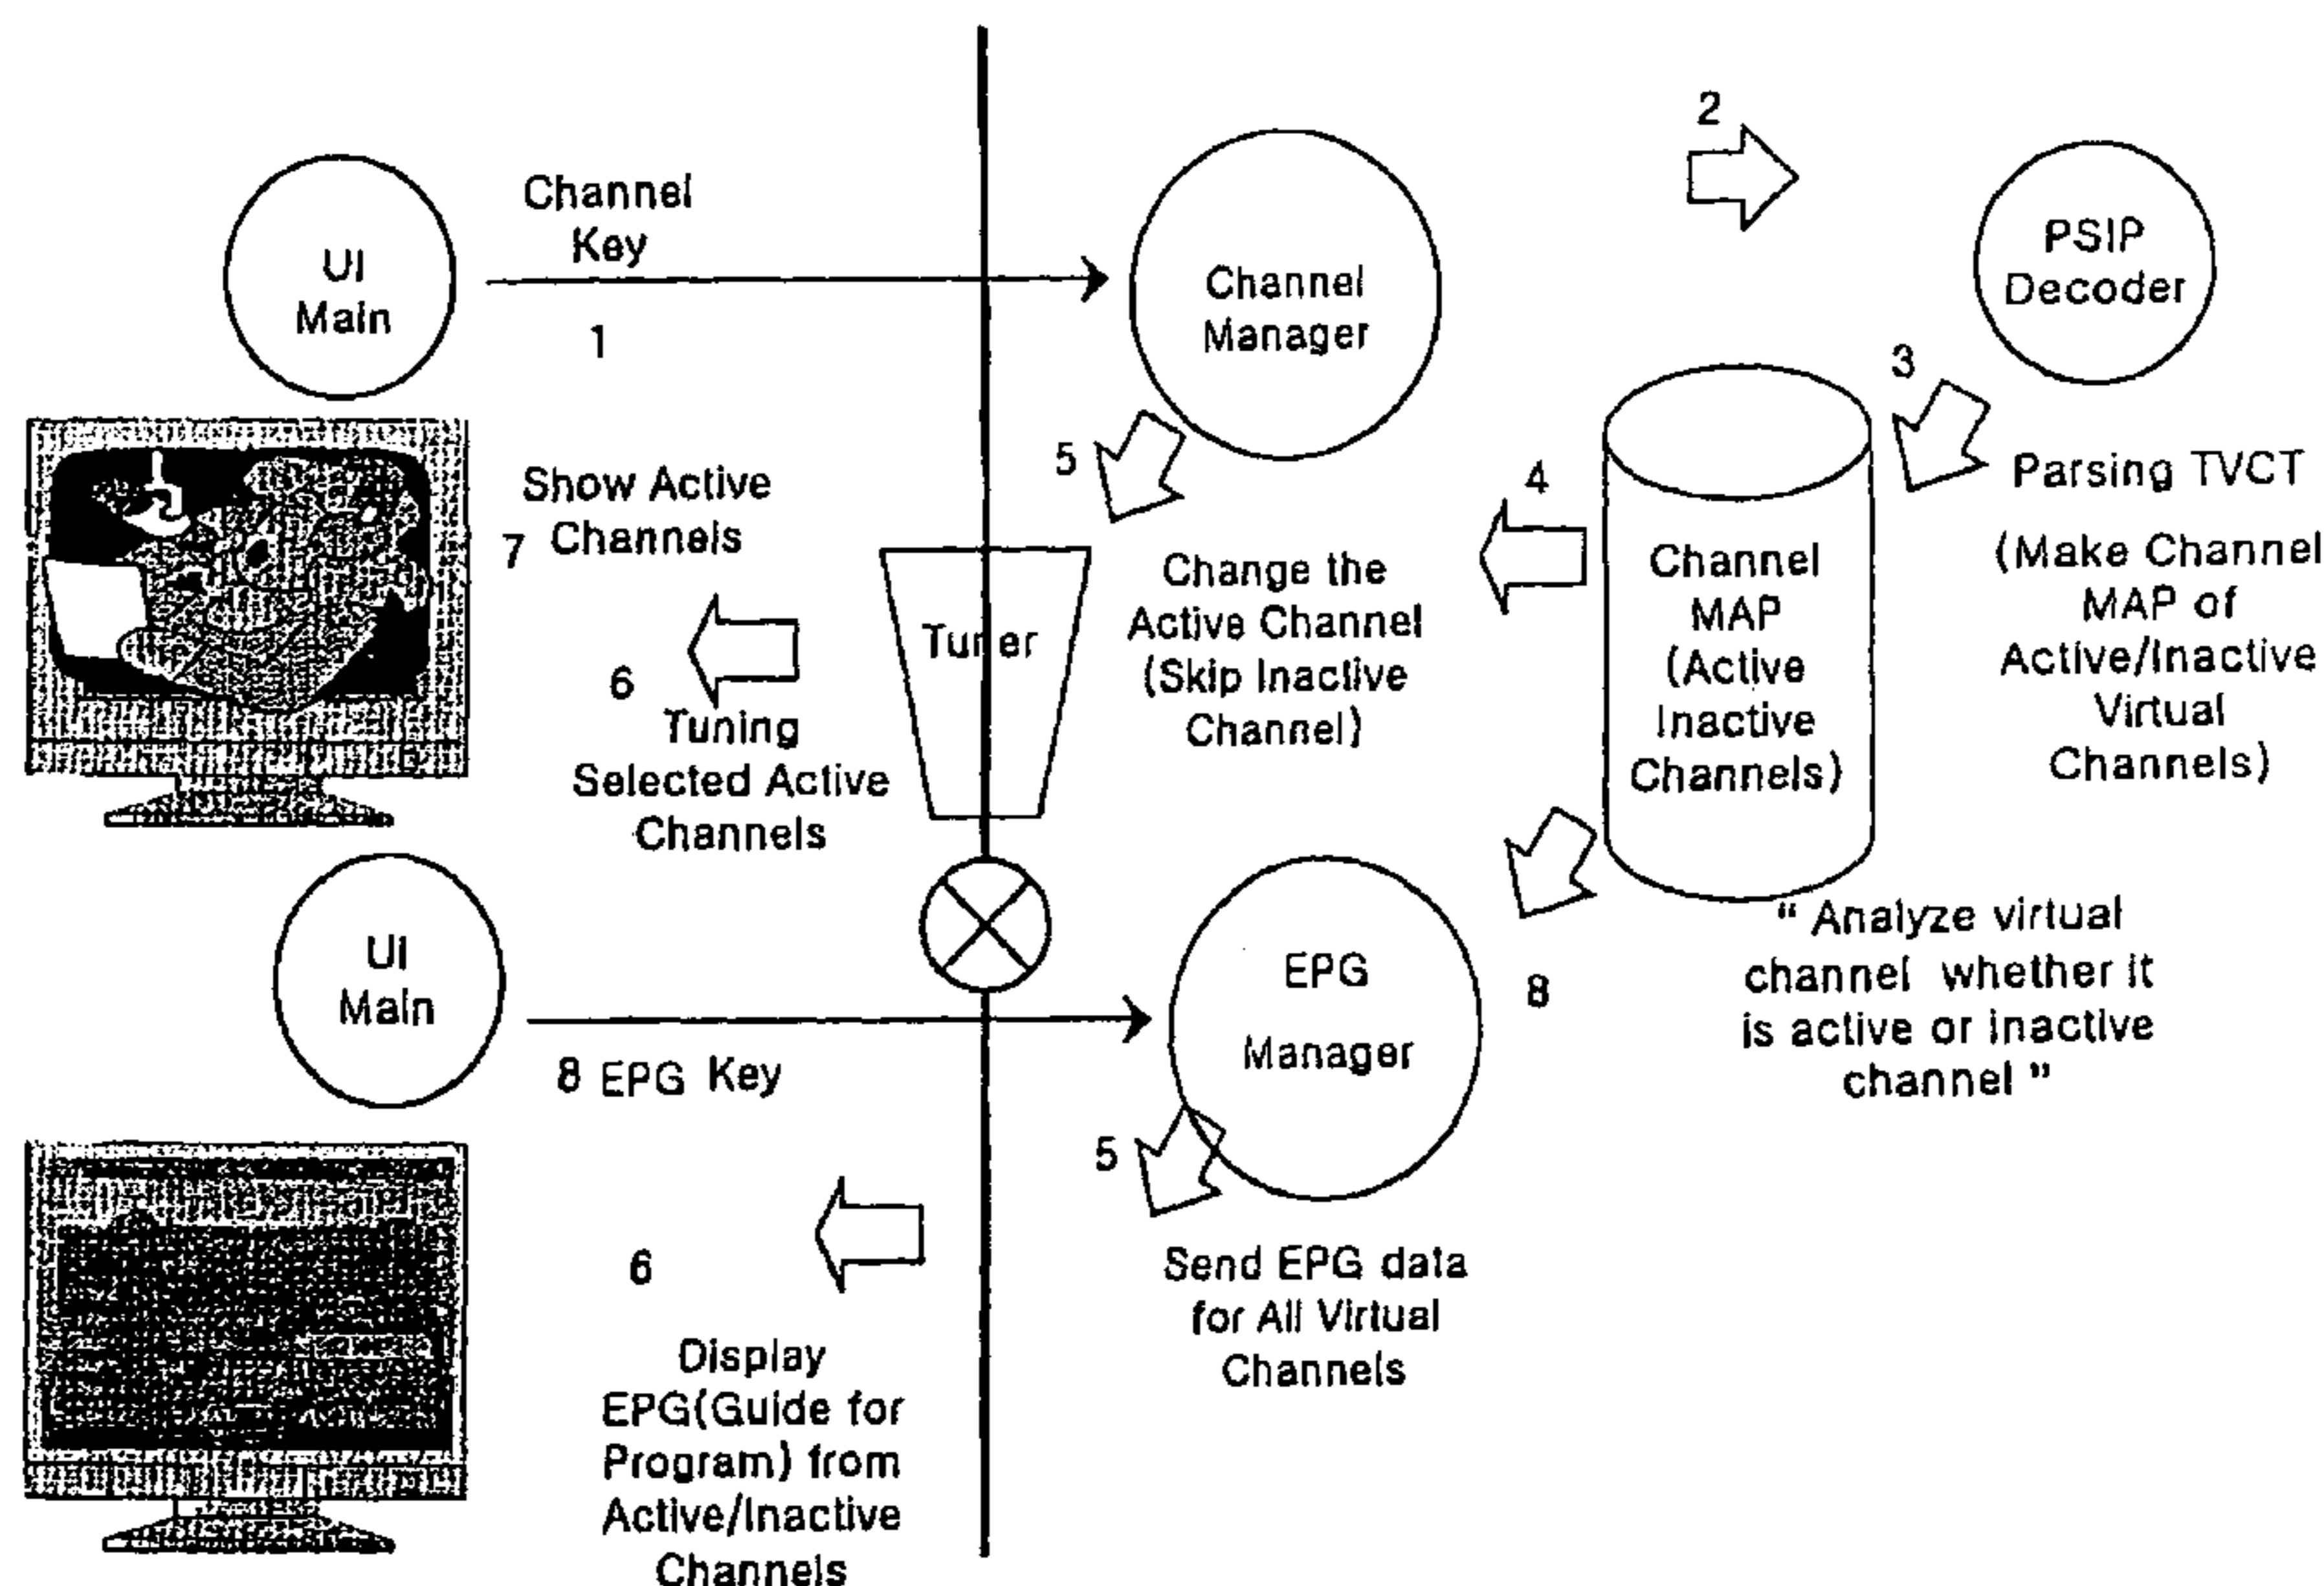 2
UI
Main
Channel
Key
1
Channel
Manager
PSIP
Decoder
3
Parsing TVCT
(Make Channel
MAP of
Active/Inactive
Virtual
Channels)
Channel
MAP
(Active
Inactive
Channels)
4
5
Change the
Active Channel
(Skip Inactive
Channel)
Tuner
6
Tuning
Selected Active
Channels
Show Active
7 Channels
UI
Main
8 EPG Key
EPG
Manager
8
" Analyze virtual
channel whether it
is active or inactive
channel "
5
Send EPG data
for All Virtual
Channels
6
Display
EPG(Guide for
Program) from
Active/Inactive
Channels